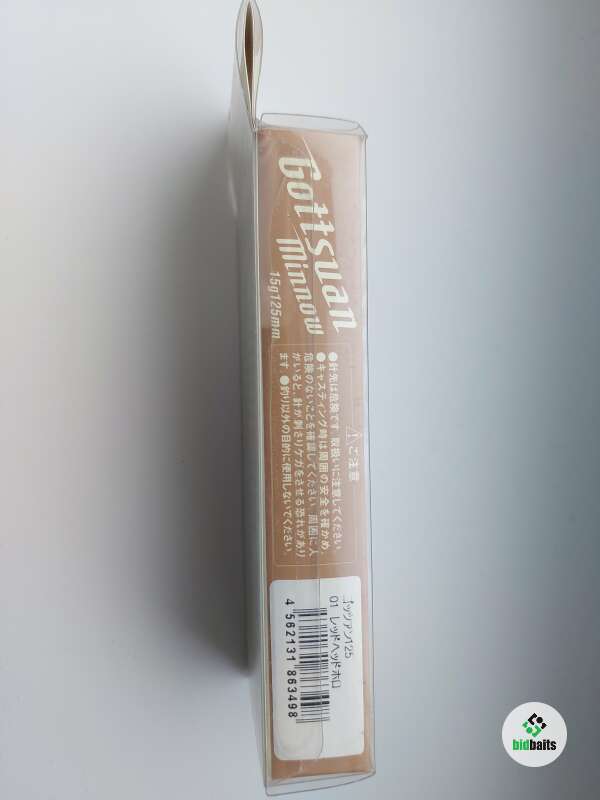 Gottsuan
Minnow
15g125mm
⚠ご注意
●針先は危険です。取扱いに注意してください。
●キャスティング時は周囲の安全を確かめ、
危険のないことを確認してください。周囲に人
がいると、針が刺さりケガをさせる恐れがあり
ます。●釣り以外の目的に使用しないでください。
ゴッツアン125
01 レッドヘッドホロ
4 562131 863498
bidbaits